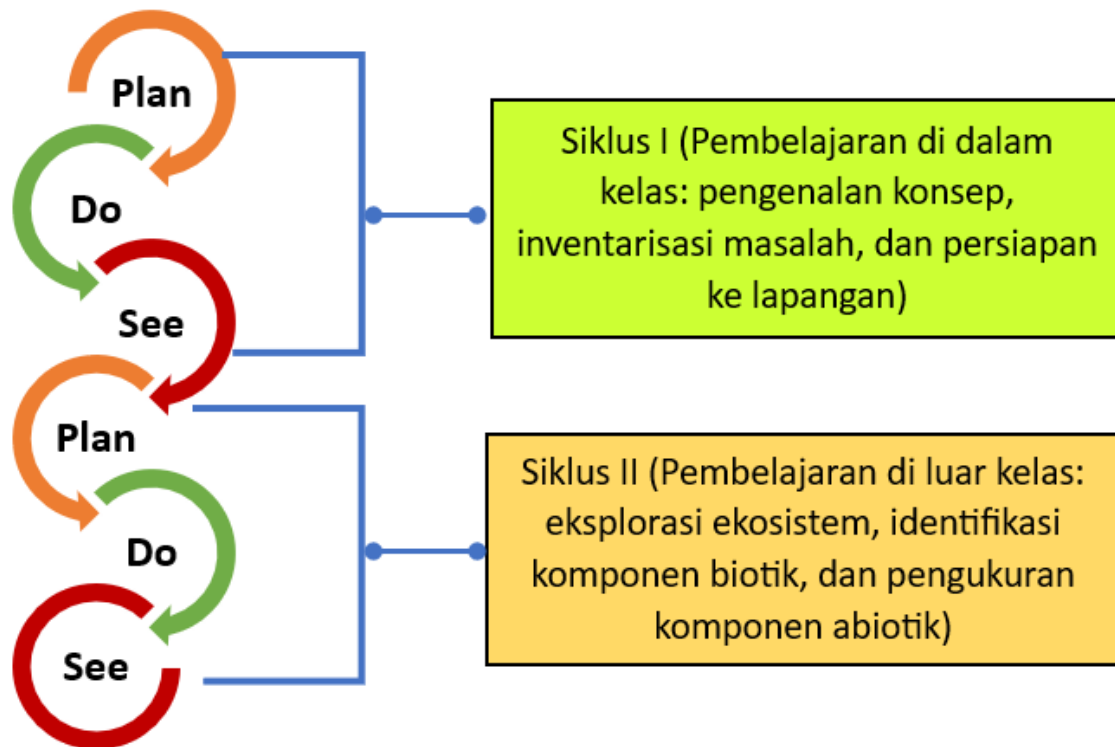 Plan
Do
See
Siklus I (Pembelajaran di dalam
kelas: pengenalan konsep,
inventarisasi masalah, dan persiapan
ke lapangan)
Plan
Do
See
Siklus II (Pembelajaran di luar kelas:
eksplorasi ekosistem, identifikasi
komponen biotik, dan pengukuran
komponen abiotik)